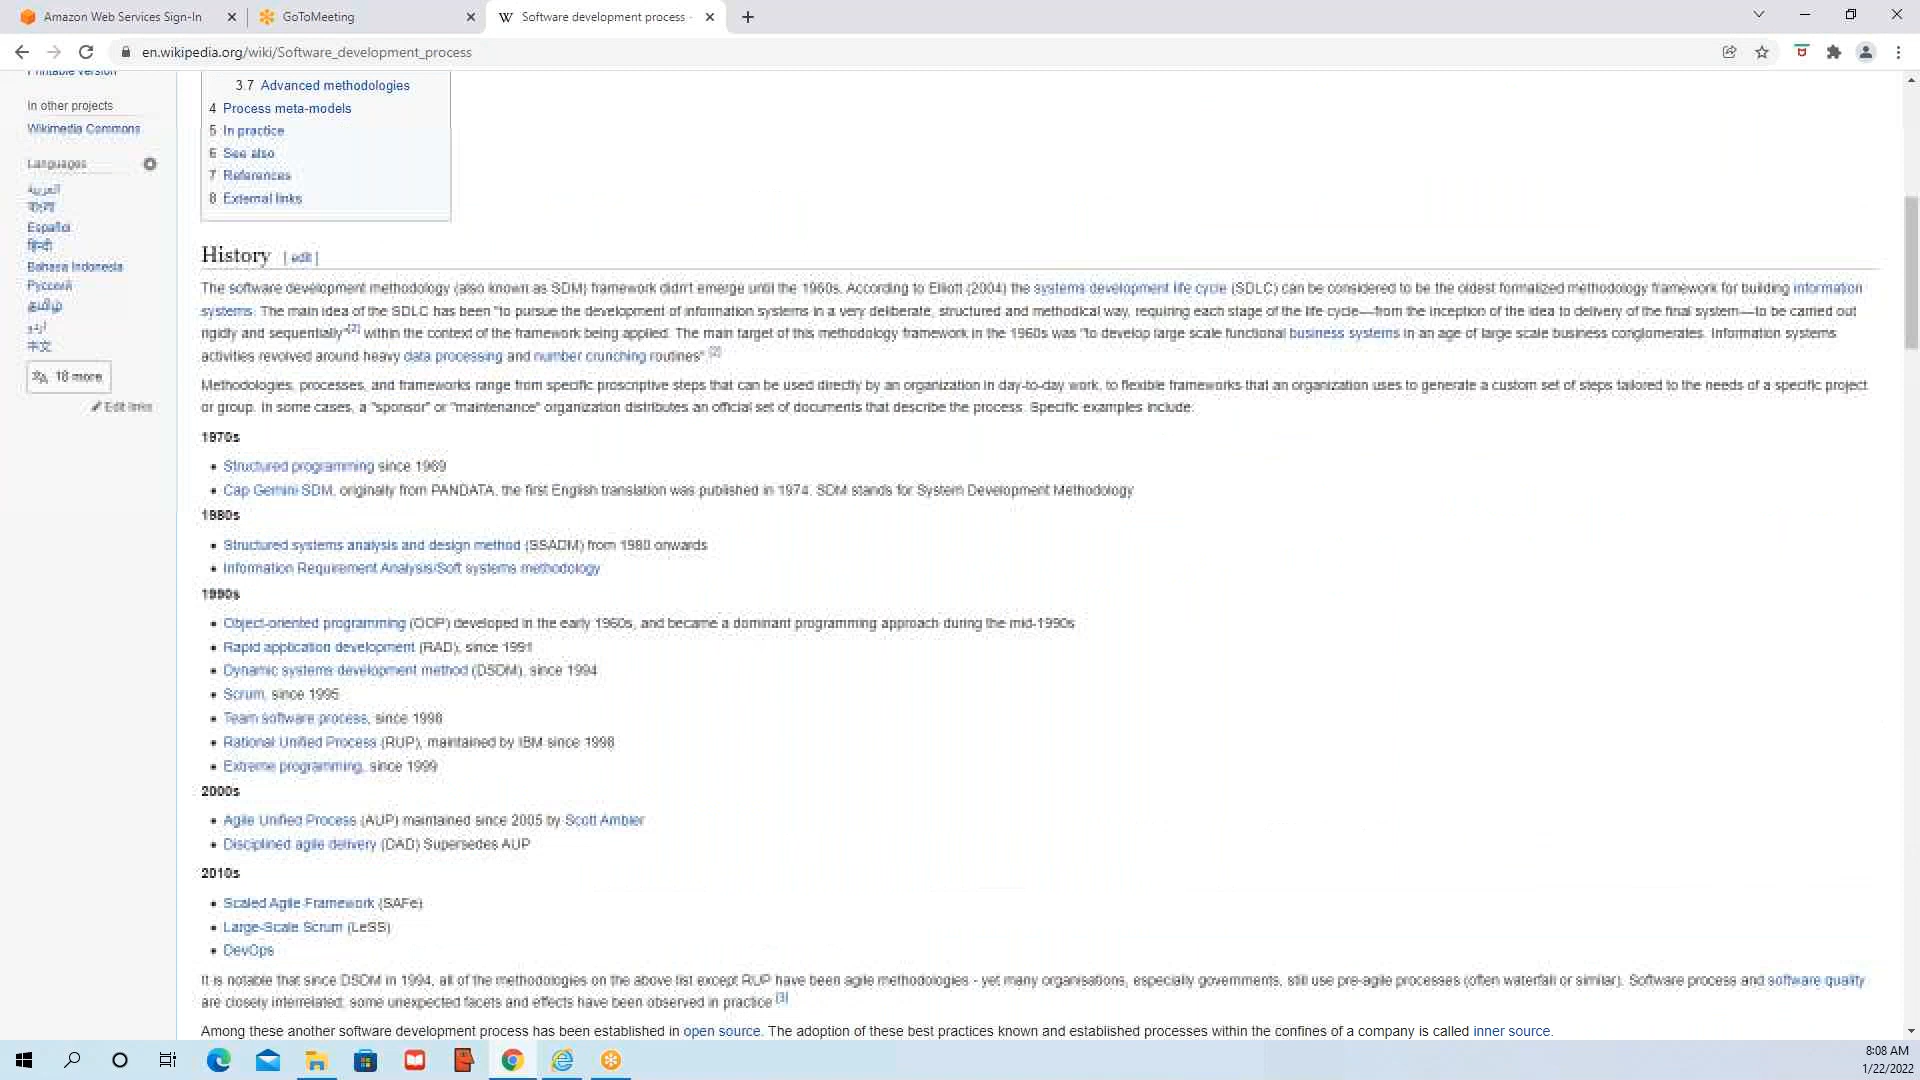 Amazon Web Services Sign-In
GoToMeeting
Software development process -
en.wikipedia.org/wiki/Software_development_process
Printable version
In other projects
Wikimedia Commons
Languages
العربية
বাংলা
Español
हिन्दी
Bahasa Indonesia
Русский
தமிழ்
اردو
中文
18 more
Edit links
3.7 Advanced methodologies
4 Process meta-models
5 In practice
6 See also
7 References
8 External links
History [ edit ]
The software development methodology (also known as SDM) framework didn't emerge until the 1960s. According to Elliott (2004) the systems development life cycle (SDLC) can be considered to be the oldest formalized methodology framework for building information
systems. The main idea of the SDLC has been "to pursue the development of information systems in a very deliberate, structured and methodical way, requiring each stage of the life cycle––from the inception of the idea to delivery of the final system––to be carried out
rigidly and sequentially"[2] within the context of the framework being applied. The main target of this methodology framework in the 1960s was "to develop large scale functional business systems in an age of large scale business conglomerates. Information systems
activities revolved around heavy data processing and number crunching routines".[2]
Methodologies, processes, and frameworks range from specific proscriptive steps that can be used directly by an organization in day-to-day work, to flexible frameworks that an organization uses to generate a custom set of steps tailored to the needs of a specific project
or group. In some cases, a "sponsor" or "maintenance" organization distributes an official set of documents that describe the process. Specific examples include:
1970s
• Structured programming since 1969
• Cap Gemini SDM, originally from PANDATA, the first English translation was published in 1974. SDM stands for System Development Methodology
1980s
• Structured systems analysis and design method (SSADM) from 1980 onwards
• Information Requirement Analysis/Soft systems methodology
1990s
• Object-oriented programming (OOP) developed in the early 1960s, and became a dominant programming approach during the mid-1990s
• Rapid application development (RAD), since 1991
• Dynamic systems development method (DSDM), since 1994
• Scrum, since 1995
• Team software process, since 1998
• Rational Unified Process (RUP), maintained by IBM since 1998
• Extreme programming, since 1999
2000s
• Agile Unified Process (AUP) maintained since 2005 by Scott Ambler
• Disciplined agile delivery (DAD) Supersedes AUP
2010s
• Scaled Agile Framework (SAFe)
• Large-Scale Scrum (LeSS)
• DevOps
It is notable that since DSDM in 1994, all of the methodologies on the above list except RUP have been agile methodologies - yet many organisations, especially governments, still use pre-agile processes (often waterfall or similar). Software process and software quality
are closely interrelated; some unexpected facets and effects have been observed in practice.[3]
Among these another software development process has been established in open source. The adoption of these best practices known and established processes within the confines of a company is called inner source.
8:08 AM
1/22/2022